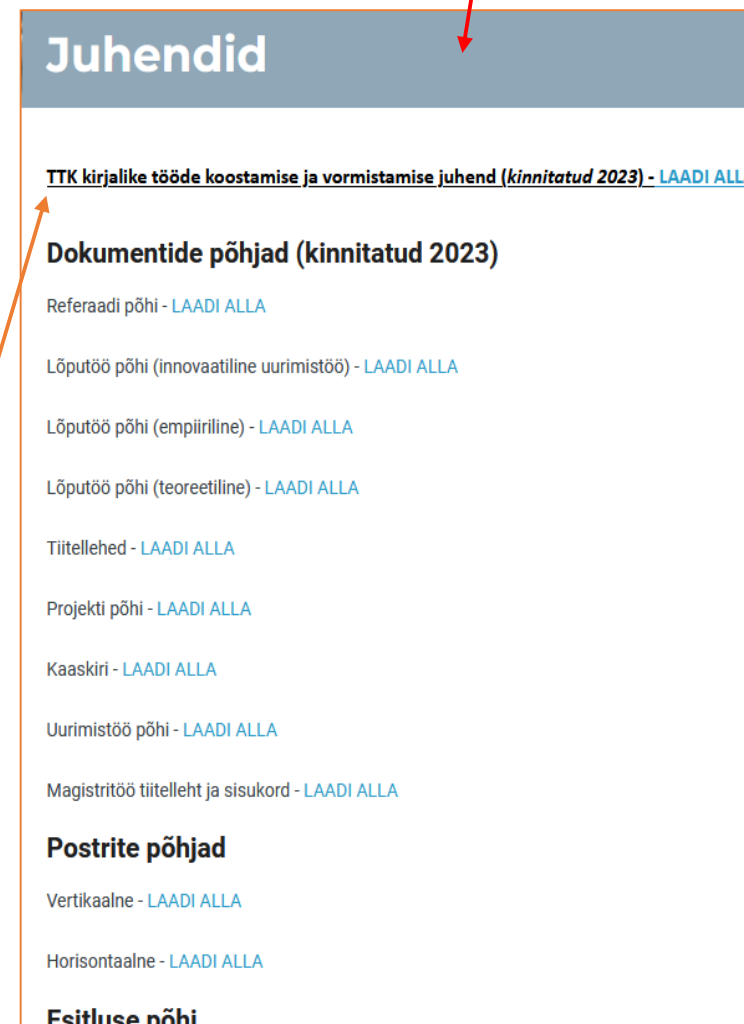 Juhendid
TTK kirjalike tööde koostamise ja vormistamise juhend (kinnitatud 2023) - LAADI ALL
Dokumentide põhjad (kinnitatud 2023)
Referaadi põhi - LAADI ALLA
Lõputöö põhi (innovaatiline uurimistöö) - LAADI ALLA
Lõputöö põhi (empiiriline) - LAADI ALLA
Lõputöö põhi (teoreetiline) - LAADI ALLA
Tiitellehed - LAADI ALLA
Projekti põhi - LAADI ALLA
Kaaskiri - LAADI ALLA
Uurimistöö põhi - LAADI ALLA
Magistritöö tiitelleht ja sisukord - LAADI ALLA
Postrite põhjad
Vertikaalne - LAADI ALLA
Horisontaalne - LAADI ALLA
Esitluse põhi